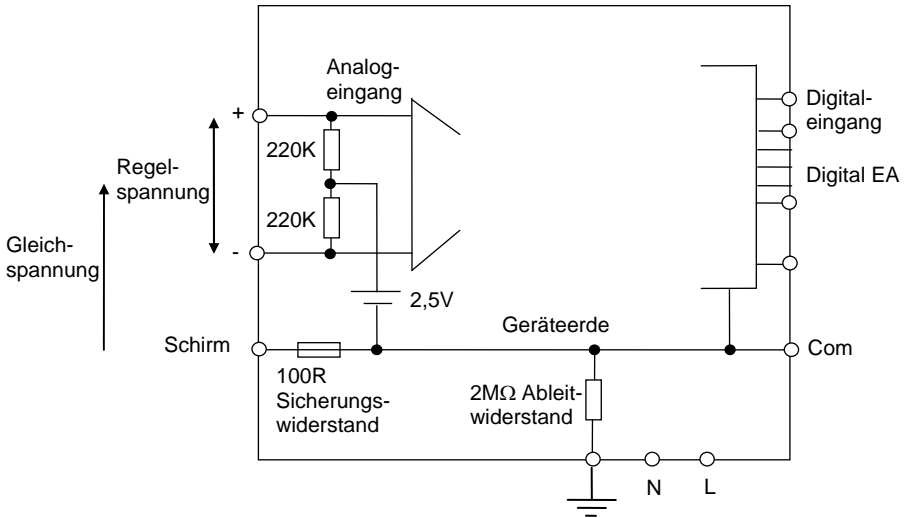 Analog-
eingang
+
220K
Regel-
spannung
220K
Gleich-
spannung
-
2,5V
Digital-
eingang
Digital EA
Schirm
Geräteerde
Com
100R
Sicherungs-
widerstand
2MΩ Ableit-
widerstand
N
L